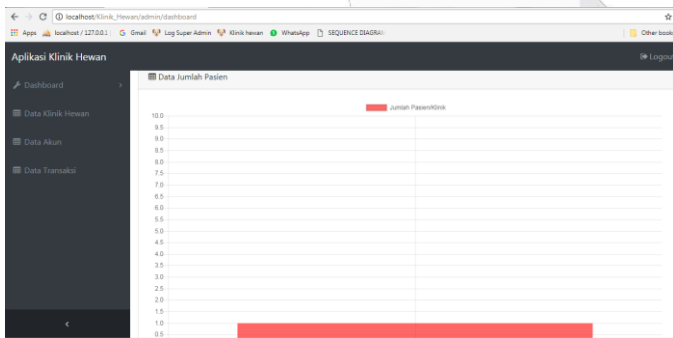 localhost/Klinik_Hewan/admin/dashboard
Apps localhost / 127.0.0.1 Gmail Log Super Admin Klinik hewan WhatsApp SEQUENCE DIAGRAM Other book
Aplikasi Klinik Hewan Logout
Dashboard
Data Klinik Hewan
Data Akun
Data Transaksi
Data Jumlah Pasien
Jumlah Pasien/Klinik
10.0
9.5
9.0
8.5
8.0
7.5
7.0
6.5
6.0
5.5
5.0
4.5
4.0
3.5
3.0
2.5
2.0
1.5
1.0
0.5